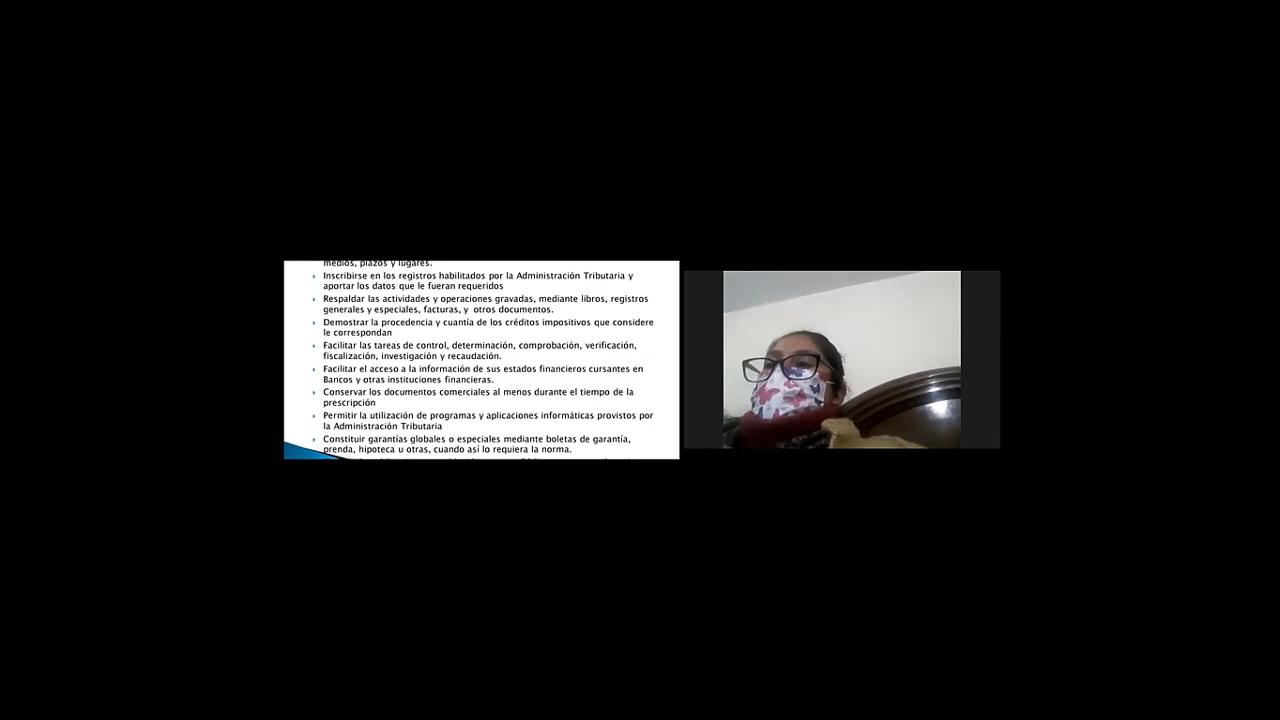 medios, plazos y lugares.
Inscribirse en los registros habilitados por la Administración Tributaria y
aportar los datos que le fueran requeridos
Respaldar las actividades y operaciones gravadas, mediante libros, registros
generales y especiales, facturas, y otros documentos.
Demostrar la procedencia y cuantía de los créditos impositivos que considere
le correspondan
Facilitar las tareas de control, determinación, comprobación, verificación,
fiscalización, investigación y recaudación.
Facilitar el acceso a la información de sus estados financieros cursantes en
Bancos y otras instituciones financieras.
Conservar los documentos comerciales al menos durante el tiempo de la
prescripción
Permitir la utilización de programas y aplicaciones informáticas provistos por
la Administración Tributaria
Constituir garantías globales o especiales mediante boletas de garantía,
prenda, hipoteca u otras, cuando así lo requiera la norma.